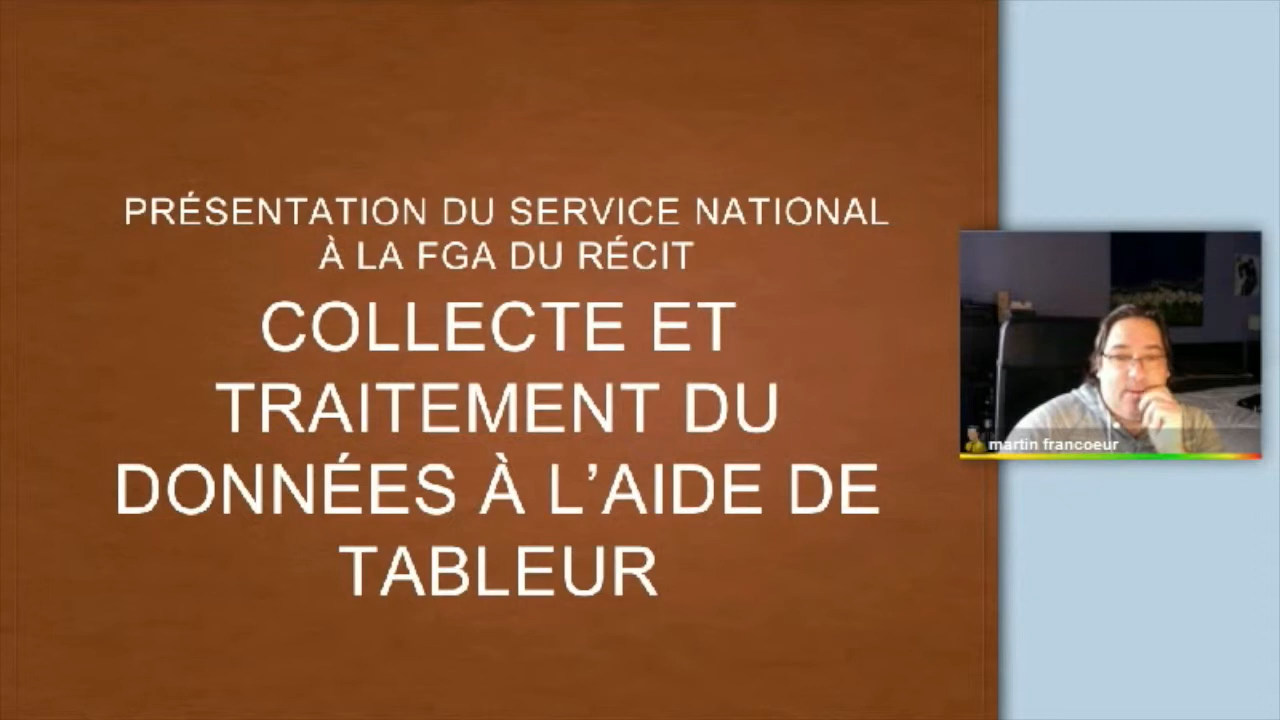 PRÉSENTATION DU SERVICE NATIONAL
À LA FGA DU RÉCIT
COLLECTE ET
TRAITEMENT DU
DONNÉES À L’AIDE DE
TABLEUR
martin francoeur